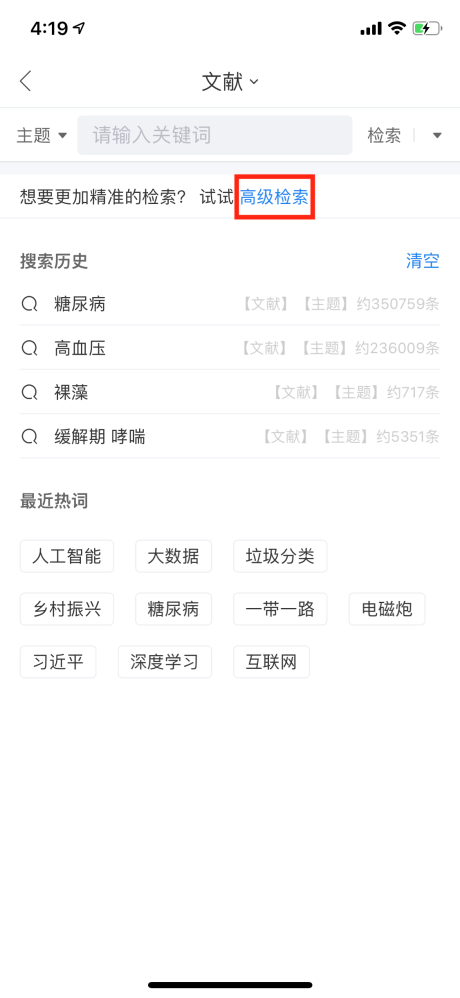 4:19
文献
主题 请输入关键词 检索
想要更加精准的检索？ 试试 高级检索
搜索历史 清空
糖尿病 【文献】【主题】约350759条
高血压 【文献】【主题】约236009条
裸藻 【文献】【主题】约717条
缓解期 哮喘 【文献】【主题】约5351条
最近热词
人工智能 大数据 垃圾分类
乡村振兴 糖尿病 一带一路 电磁炮
习近平 深度学习 互联网